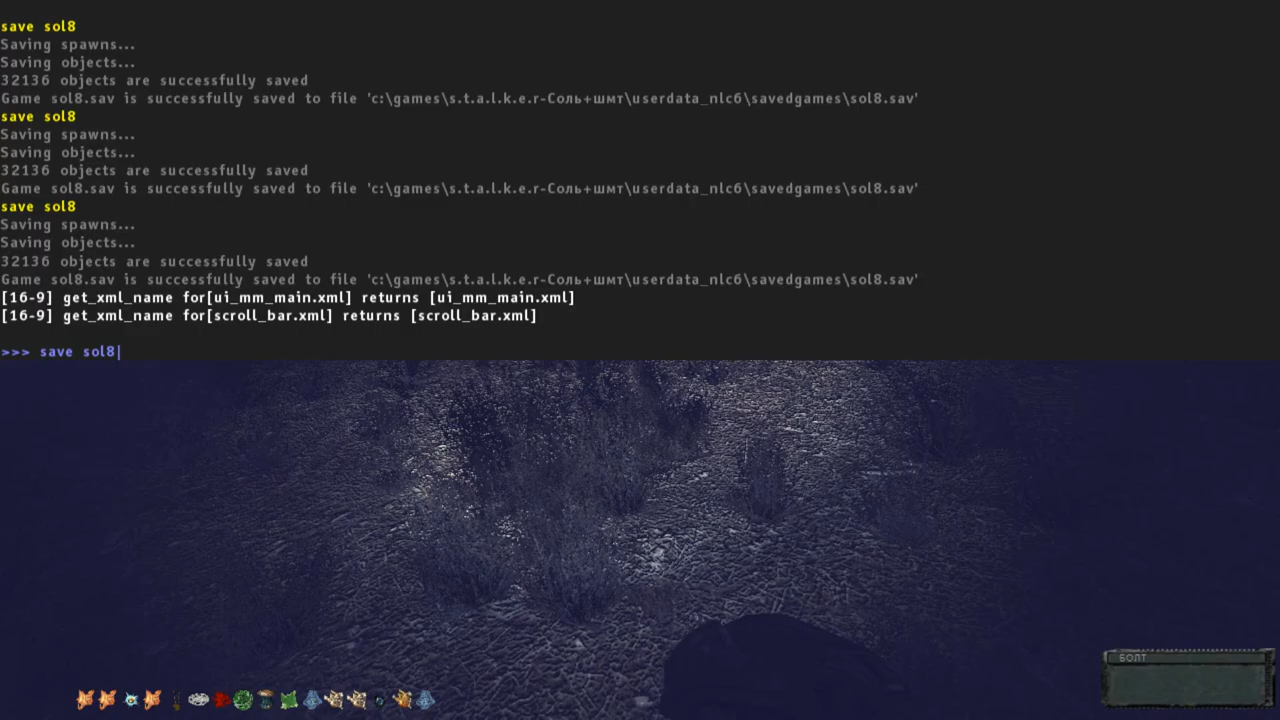 save sol8
Saving spawns...
Saving objects...
32136 objects are successfully saved
Game sol8.sav is successfully saved to file 'c:\games\s.t.a.l.k.e.r-Соль+шмт\userdata_nlc6\savedgames\sol8.sav'
save sol8
Saving spawns...
Saving objects...
32136 objects are successfully saved
Game sol8.sav is successfully saved to file 'c:\games\s.t.a.l.k.e.r-Соль+шмт\userdata_nlc6\savedgames\sol8.sav'
save sol8
Saving spawns...
Saving objects...
32136 objects are successfully saved
Game sol8.sav is successfully saved to file 'c:\games\s.t.a.l.k.e.r-Соль+шмт\userdata_nlc6\savedgames\sol8.sav'
[16-9] get_xml_name for[ui_mm_main.xml] returns [ui_mm_main.xml]
[16-9] get_xml_name for[scroll_bar.xml] returns [scroll_bar.xml]
>>> save sol8|
БОЛТ